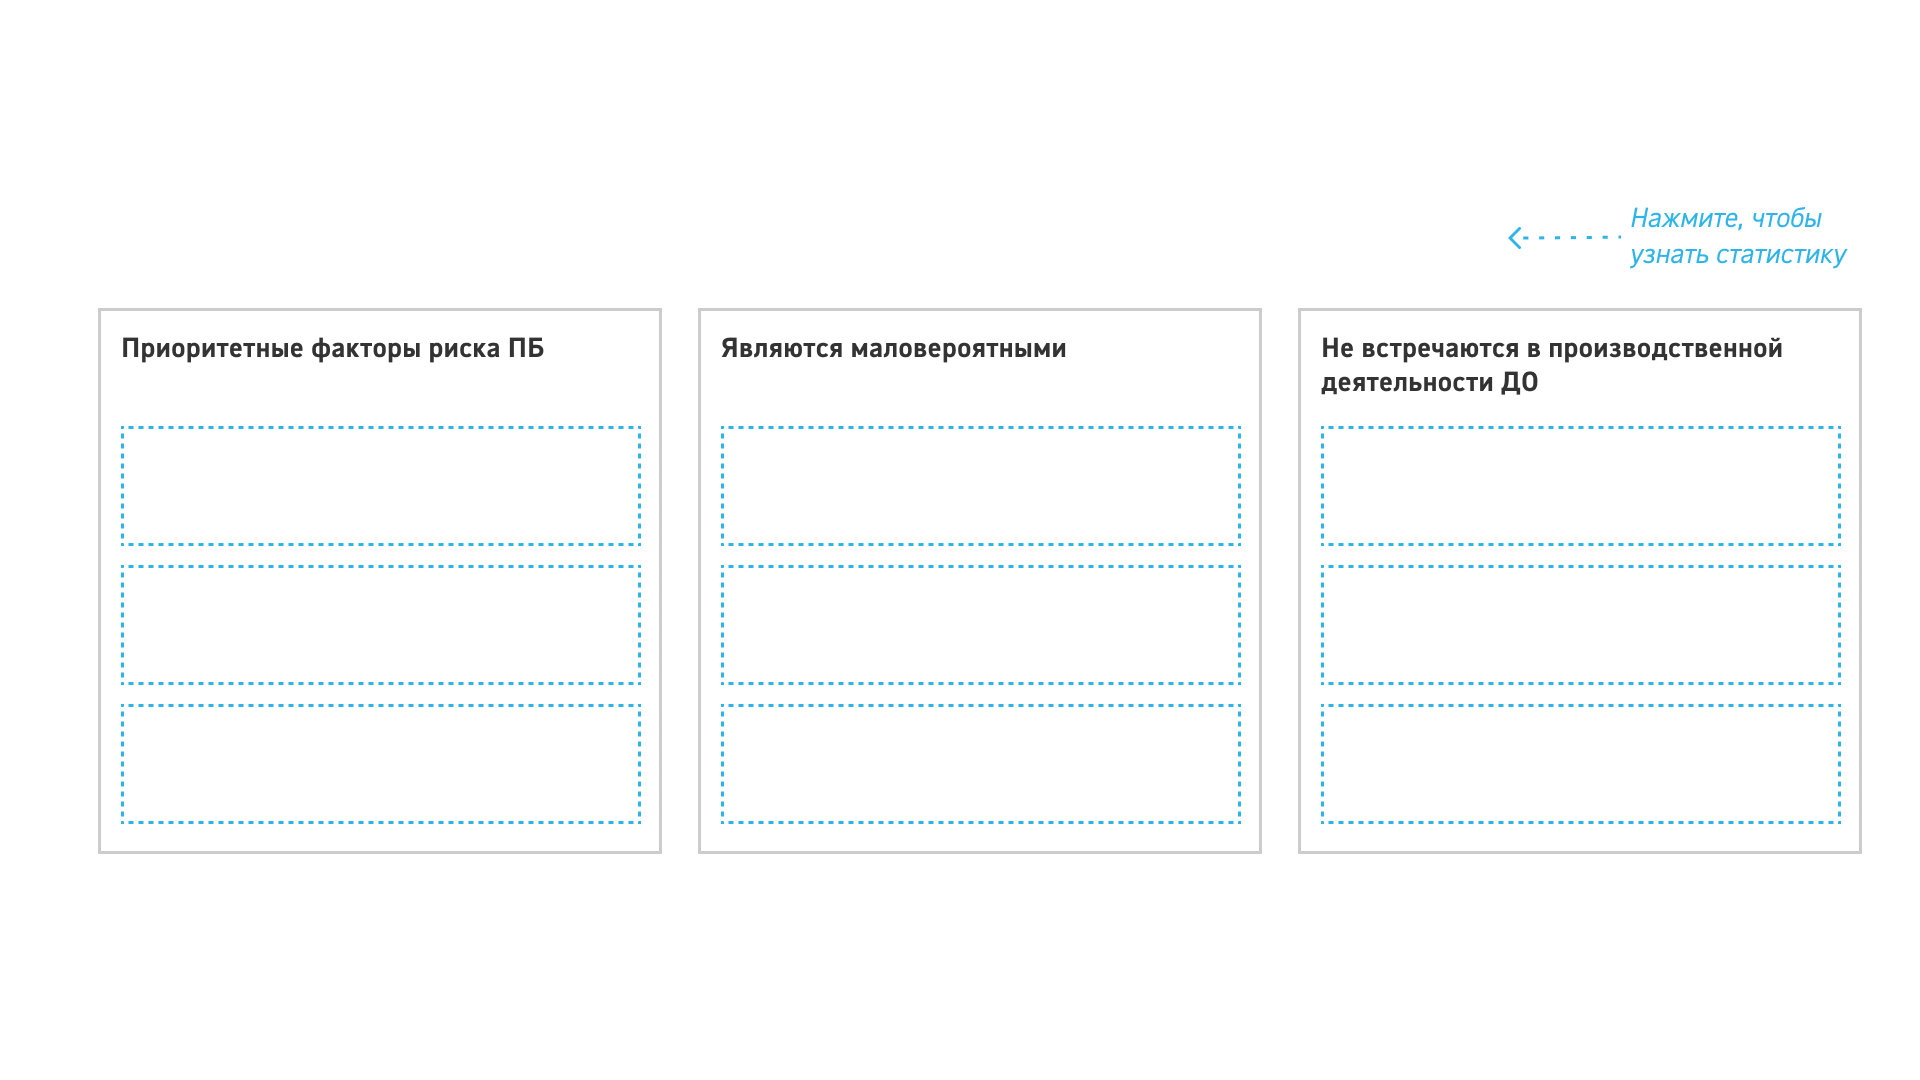 Нажмите, чтобы
узнать статистику
Приоритетные факторы риска ПБ
Являются маловероятными
Не встречаются в производственной
деятельности ДО